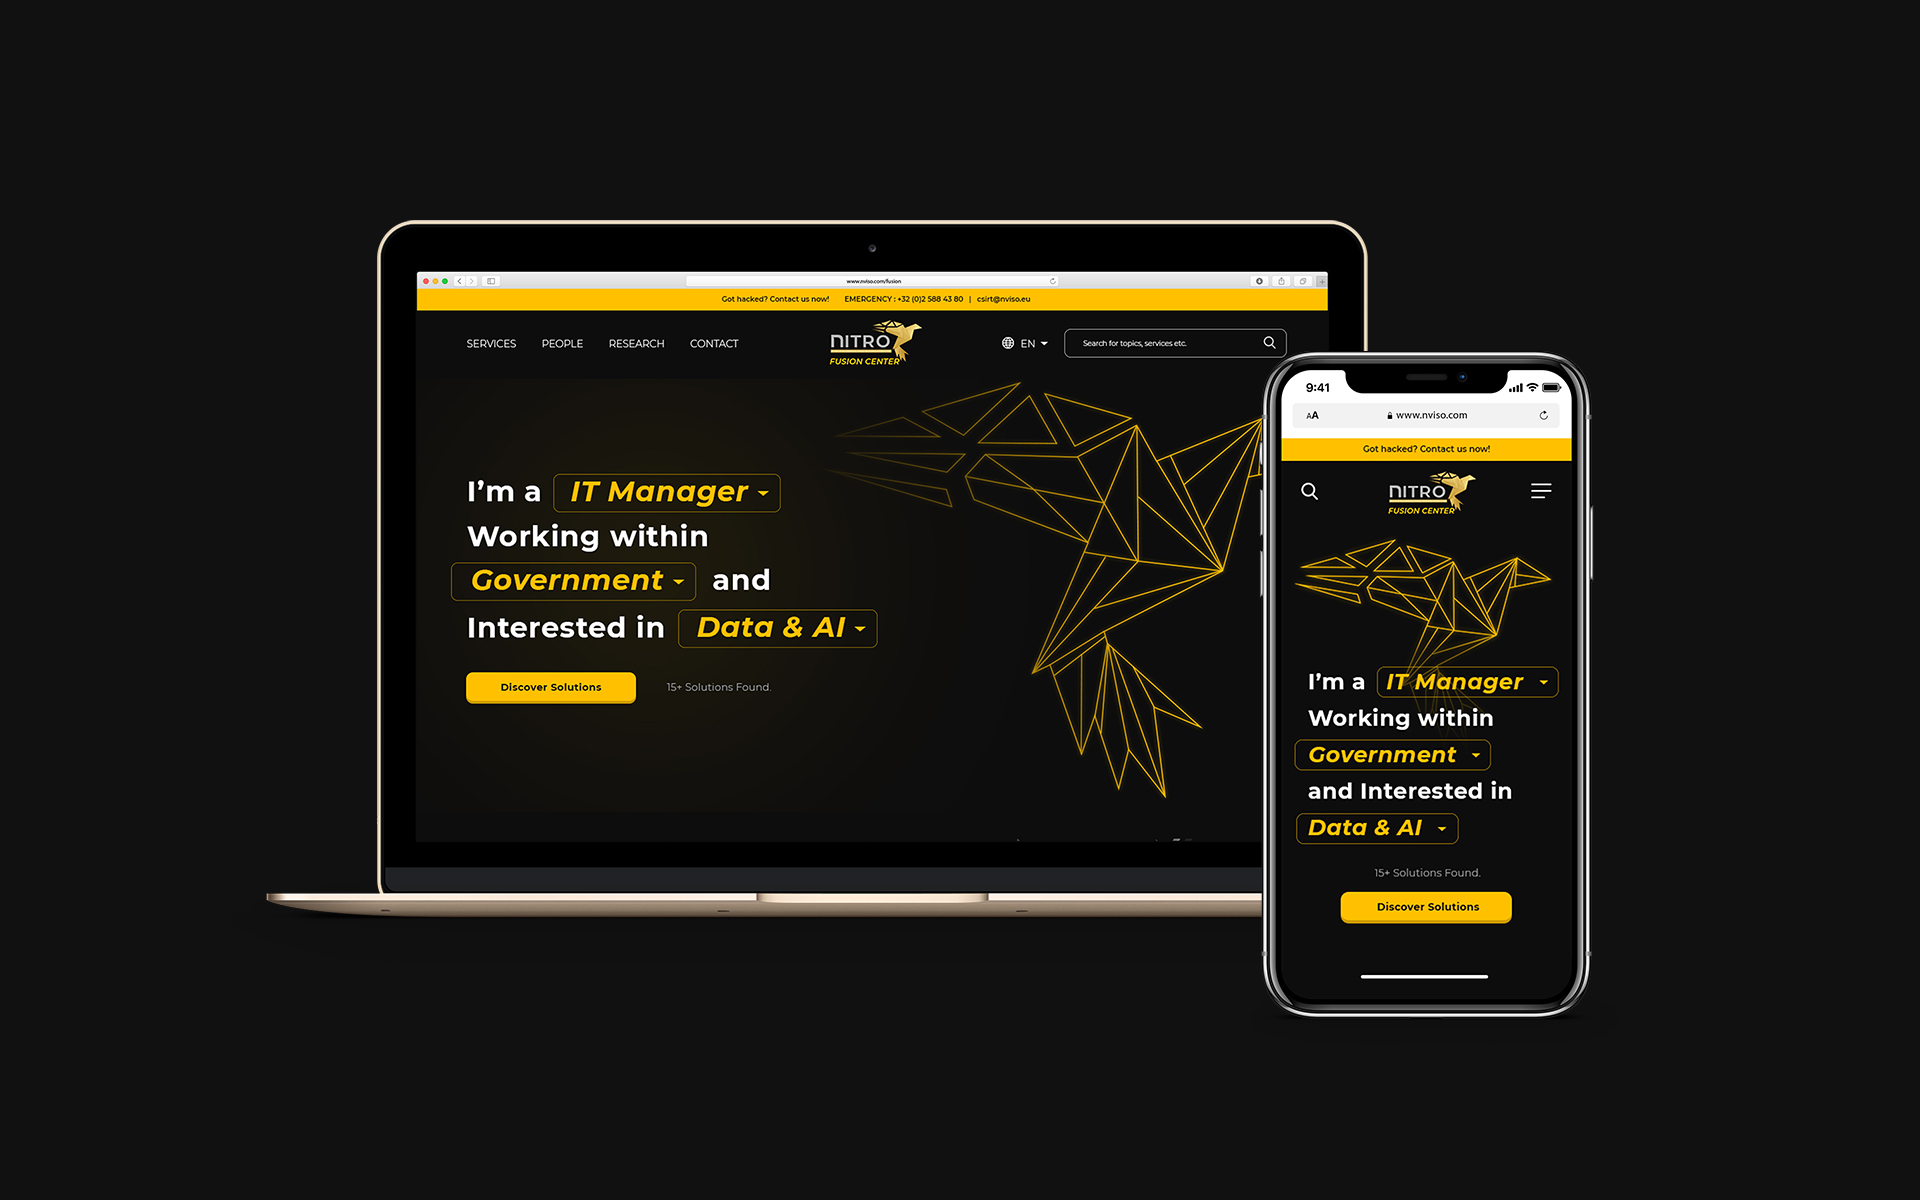 www.nviso.com/fusion
Got hacked? Contact us now! EMERGENCY : +32 (0)2 588 43 80 | csirt@nviso.eu
SERVICES PEOPLE RESEARCH CONTACT
NITRO
FUSION CENTER
EN
Search for topics, services etc.
I'm a IT Manager
Working within
Government and
Interested in Data & AI
Discover Solutions 15+ Solutions Found.
9:41
AA www.nviso.com
Got hacked? Contact us now!
NITRO
FUSION CENTER
I'm a IT Manager
Working within
Government
and Interested in
Data & AI
15+ Solutions Found.
Discover Solutions